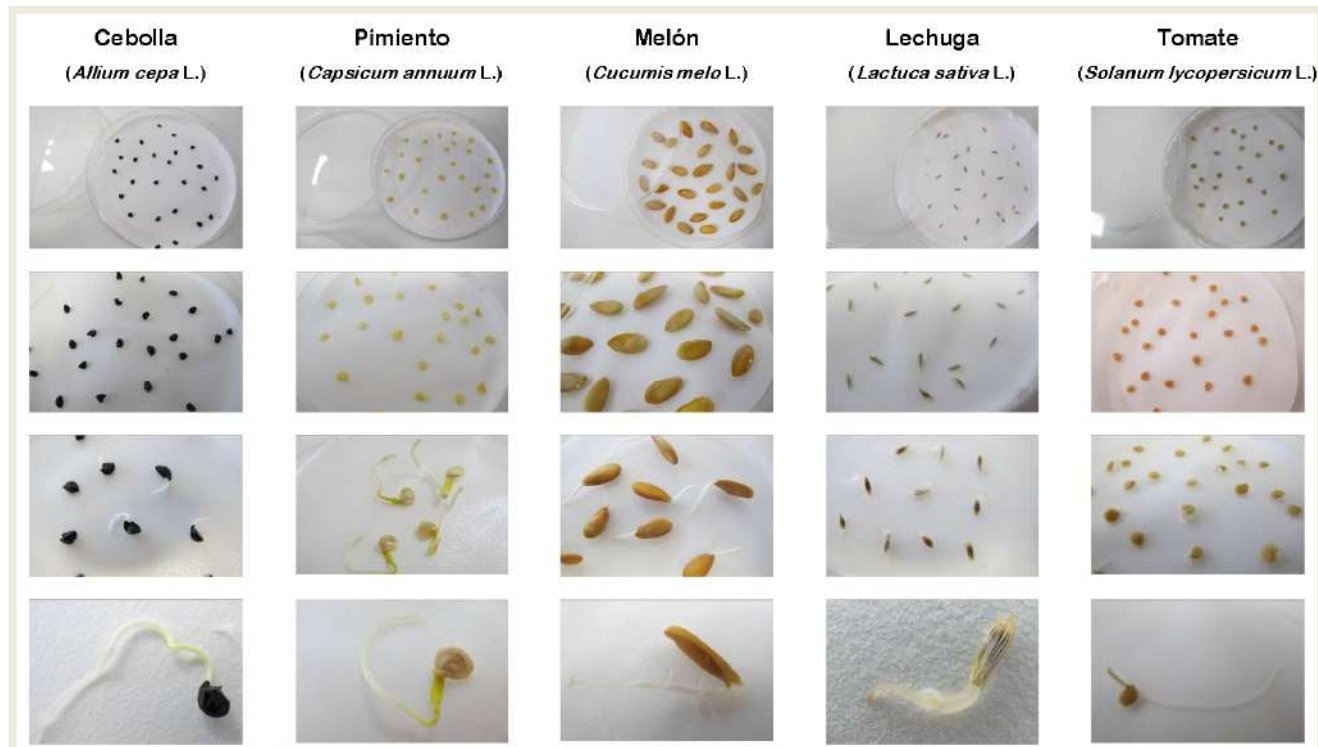 Cebolla
(Allium cepa L.)
Pimiento
(Capsicum annuum L.)
Melón
(Cucumis melo L.)
Lechuga
(Lactuca sativa L.)
Tomate
(Solanum lycopersicum L.)